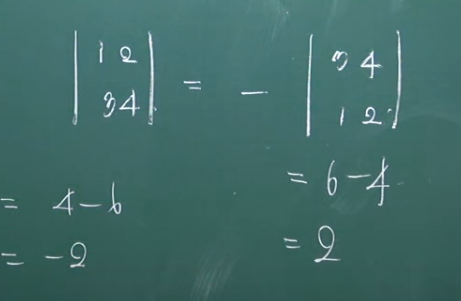 | 1 2 | = - | 3 4 |
| 3 4 | | 1 2 |
= 4 - 6
= -2
= 6 - 4
= 2